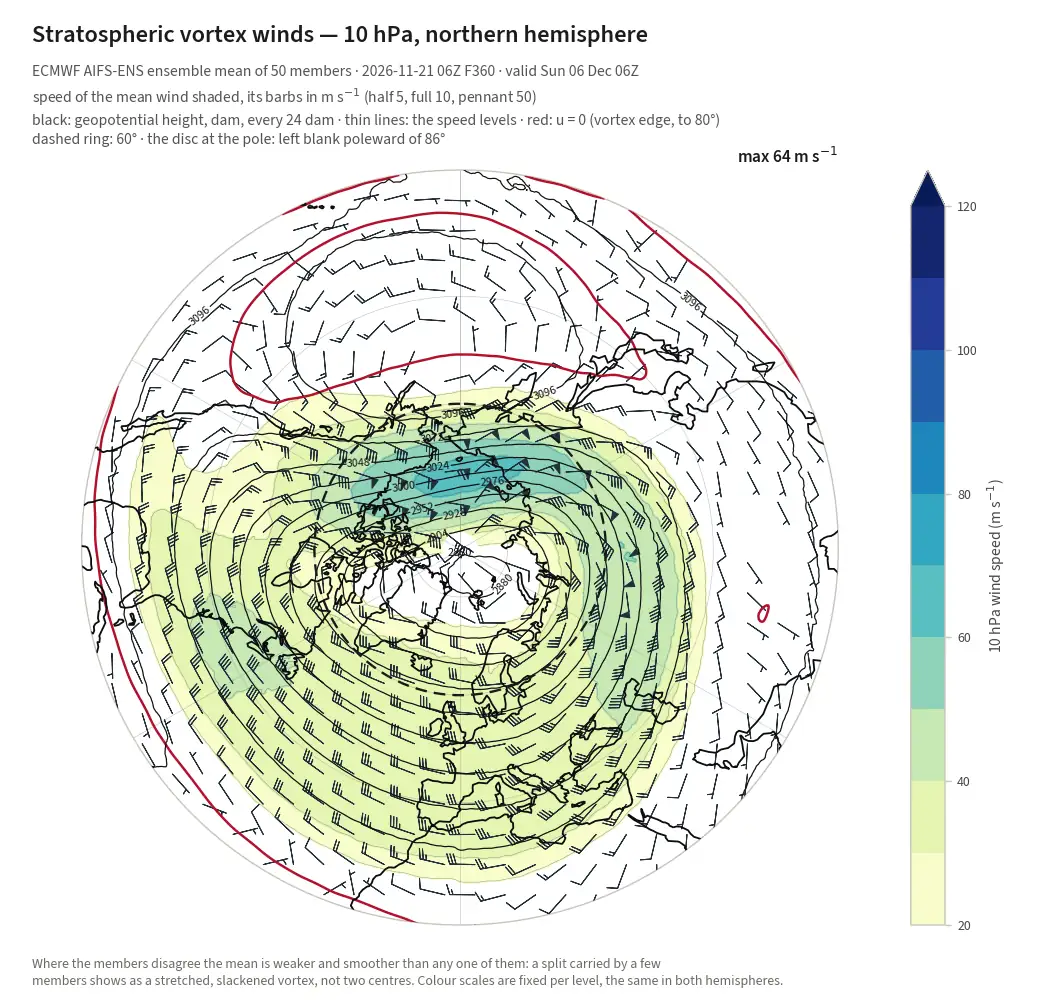 Stratospheric vortex winds — 10 hPa, northern hemisphere
ECMWF AIFS-ENS ensemble mean of 50 members · 2026-11-21 06Z F360 · valid Sun 06 Dec 06Z
speed of the mean wind shaded, its barbs in m s⁻¹ (half 5, full 10, pennant 50)
black: geopotential height, dam, every 24 dam · thin lines: the speed levels · red: u = 0 (vortex edge, to 80°)
dashed ring: 60° · the disc at the pole: left blank poleward of 86°
max 64 m s⁻¹
120
100
80
60
40
20
10 hPa wind speed (m s⁻¹)
3096
3096
3096
3048
3024
3000
2976
2880
Where the members disagree the mean is weaker and smoother than any one of them: a split carried by a few
members shows as a stretched, slackened vortex, not two centres. Colour scales are fixed per level, the same in both hemispheres.